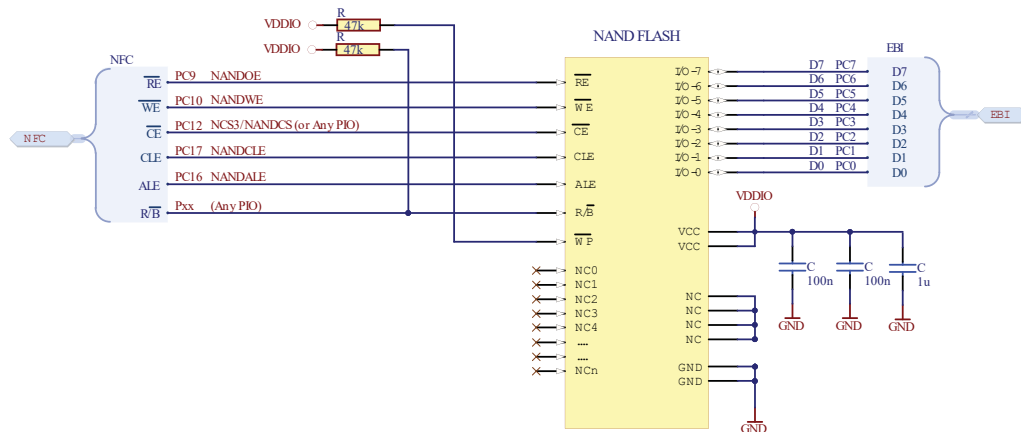 R
VDDIO 47k
R
VDDIO 47k
NAND FLASH
NFC
EBI
RE PC9 NANDOE RE
WE PC10 NANDWE WE
CE PC12 NCS3/NANDCS (or Any PIO) CE
CLE PC17 NANDCLE CLE
ALE PC16 NANDALE ALE
R/B Pxx (Any PIO) R/B
WP
NFC
NC0
NC1
NC2
NC3
NC4
....
....
NCn
I/O-7 D7 PC7 D7
I/O-6 D6 PC6 D6
I/O-5 D5 PC5 D5
I/O-4 D4 PC4 D4
I/O-3 D3 PC3 D3
I/O-2 D2 PC2 D2
I/O-1 D1 PC1 D1
I/O-0 D0 PC0 D0
EBI
VDDIO
VCC
VCC
C C C
100n 100n 1u
GND GND GND
NC
NC
NC
NC
GND
GND
GND